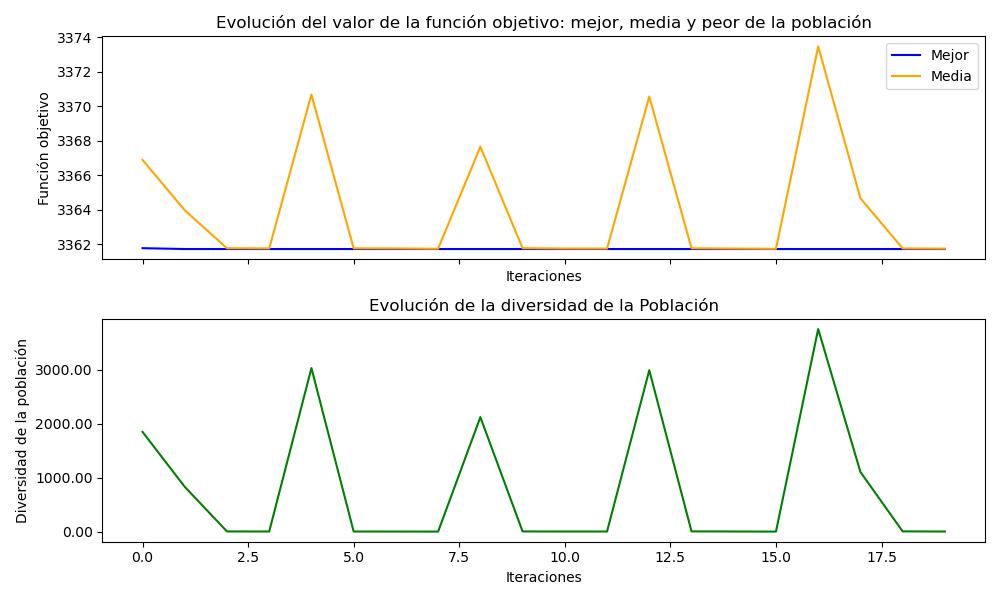 Evolución del valor de la función objetivo: mejor, media y peor de la población
3374
3372
3370
3368
3366
3364
3362
Función objetivo
Mejor
Media
Iteraciones
Evolución de la diversidad de la Población
3000.00
2000.00
1000.00
0.00
Diversidad de la población
0.0 2.5 5.0 7.5 10.0 12.5 15.0 17.5
Iteraciones